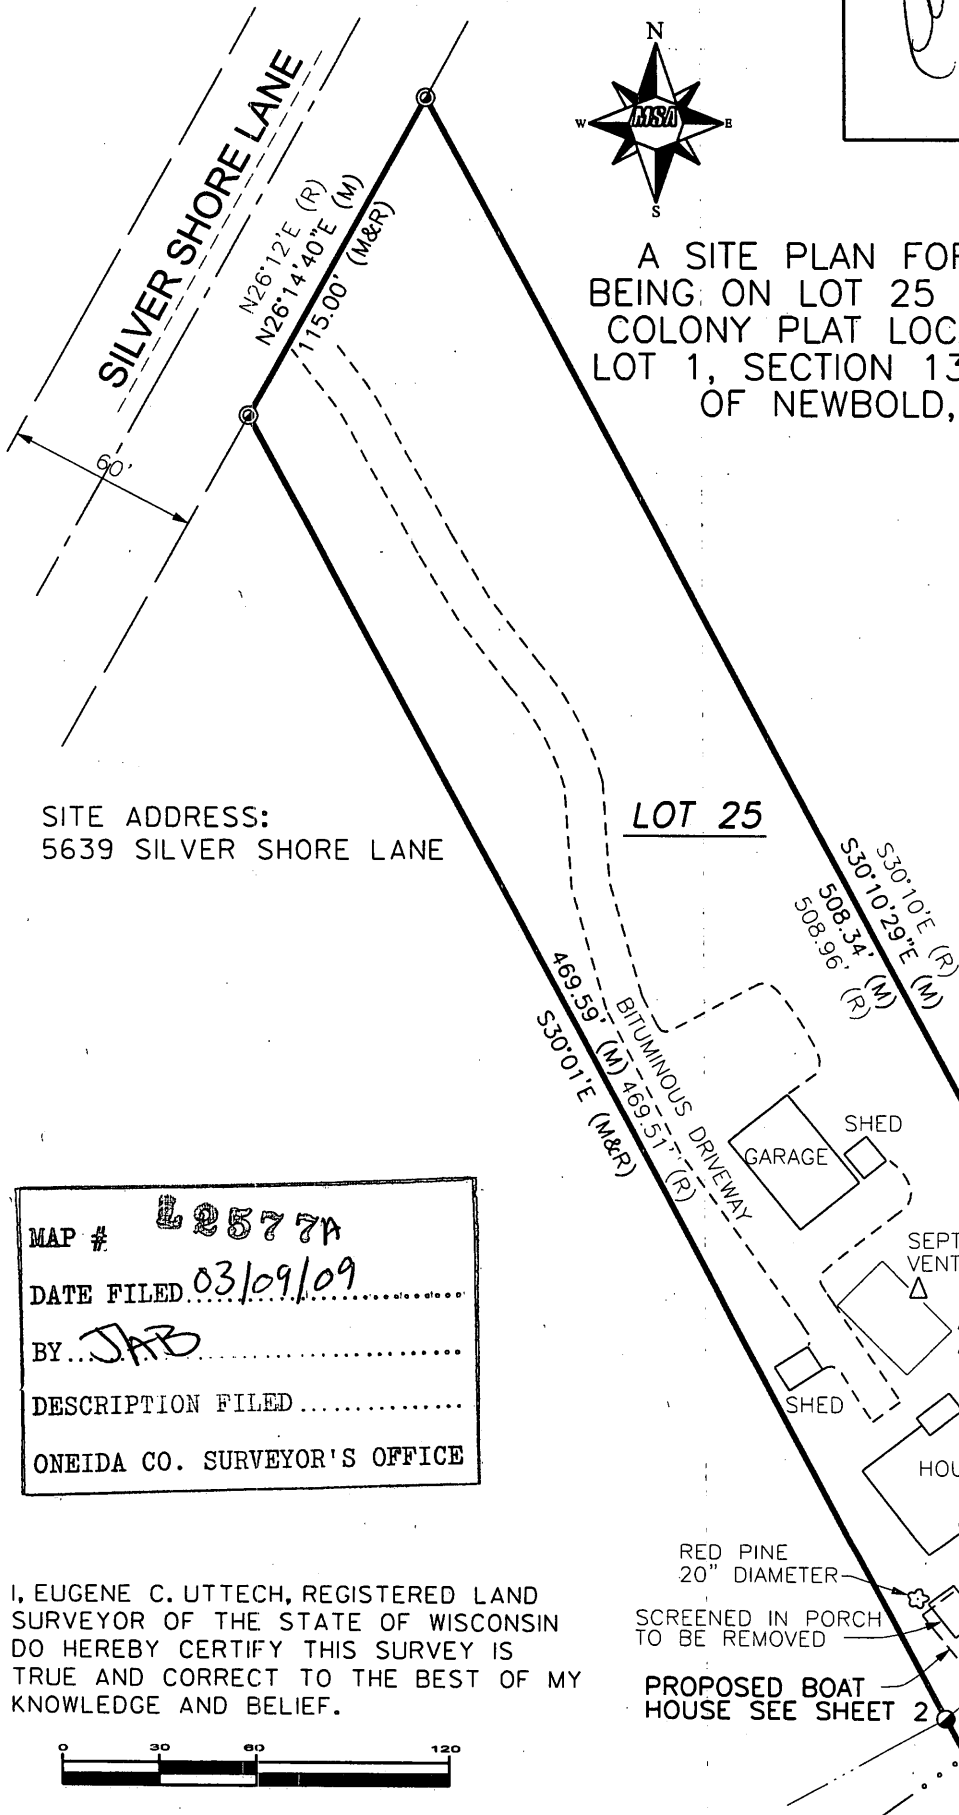 SILVER SHORE LANE
N26°12'E (R)
N26°14'40"E (M)
115.00' (M&R)
60'
N
W
MSA
E
S
A SITE PLAN FOR
BEING ON LOT 25
COLONY PLAT LOC
LOT 1, SECTION 13
OF NEWBOLD,
SITE ADDRESS:
5639 SILVER SHORE LANE
LOT 25
S30°10'E (R)
S30°10'29"E (M)
508.34' (M)
508.96' (R)
469.59' (M) 469.51' (R)
S30°01'E (M&R)
BITUMINOUS DRIVEWAY
GARAGE
SHED
SEPT
VENT
SHED
HOU
MAP # L2577A
DATE FILED 03/09/09
BY JAB
DESCRIPTION FILED
ONEIDA CO. SURVEYOR'S OFFICE
RED PINE
20" DIAMETER
SCREENED IN PORCH
TO BE REMOVED
PROPOSED BOAT
HOUSE SEE SHEET 2
I, EUGENE C. UTTECH, REGISTERED LAND
SURVEYOR OF THE STATE OF WISCONSIN
DO HEREBY CERTIFY THIS SURVEY IS
TRUE AND CORRECT TO THE BEST OF MY
KNOWLEDGE AND BELIEF.
0 30 60 120